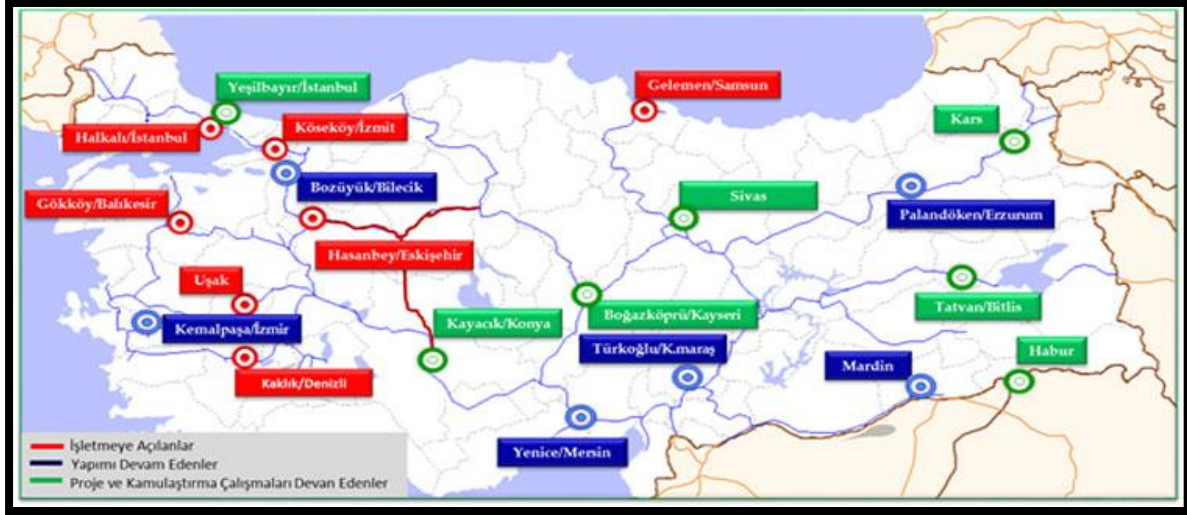 Yeşilbayır/İstanbul
Gelemen/Samsun
Halkalı/İstanbul
Köseköy/İzmit
Kars
Bozüyük/Bilecik
Gökköy/Balıkesir
Sivas
Palandöken/Erzurum
Hasanbey/Eskişehir
Uşak
Tatvan/Bitlis
Kemalpaşa/İzmir
Kayacık/Konya
Boğazköprü/Kayseri
Türkoğlu/K.maraş
Habur
Mardin
Kaklık/Denizli
Yenice/Mersin
İşletmeye Açılanlar
Yapımı Devam Edenler
Proje ve Kamulaştırma Çalışmaları Devan Edenler